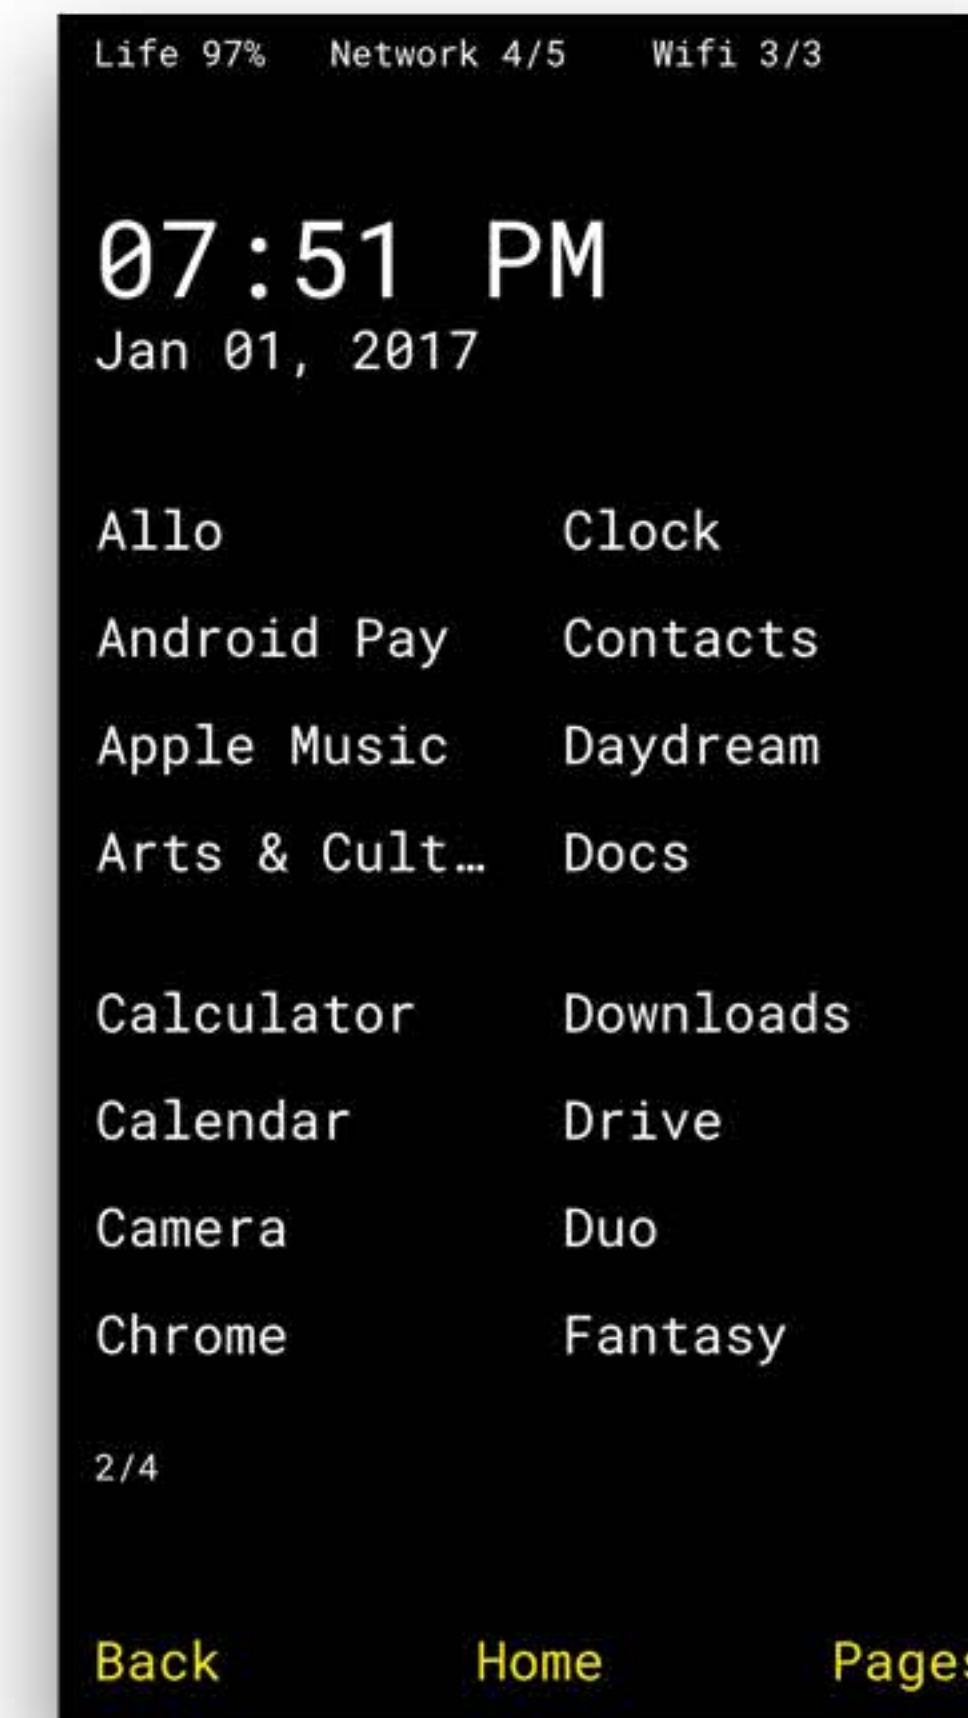 Life 97% Network 4/5 Wifi 3/3
07:51 PM
Jan 01, 2017
Allo Clock
Android Pay Contacts
Apple Music Daydream
Arts & Cult… Docs
Calculator Downloads
Calendar Drive
Camera Duo
Chrome Fantasy
2/4
Back Home Pages